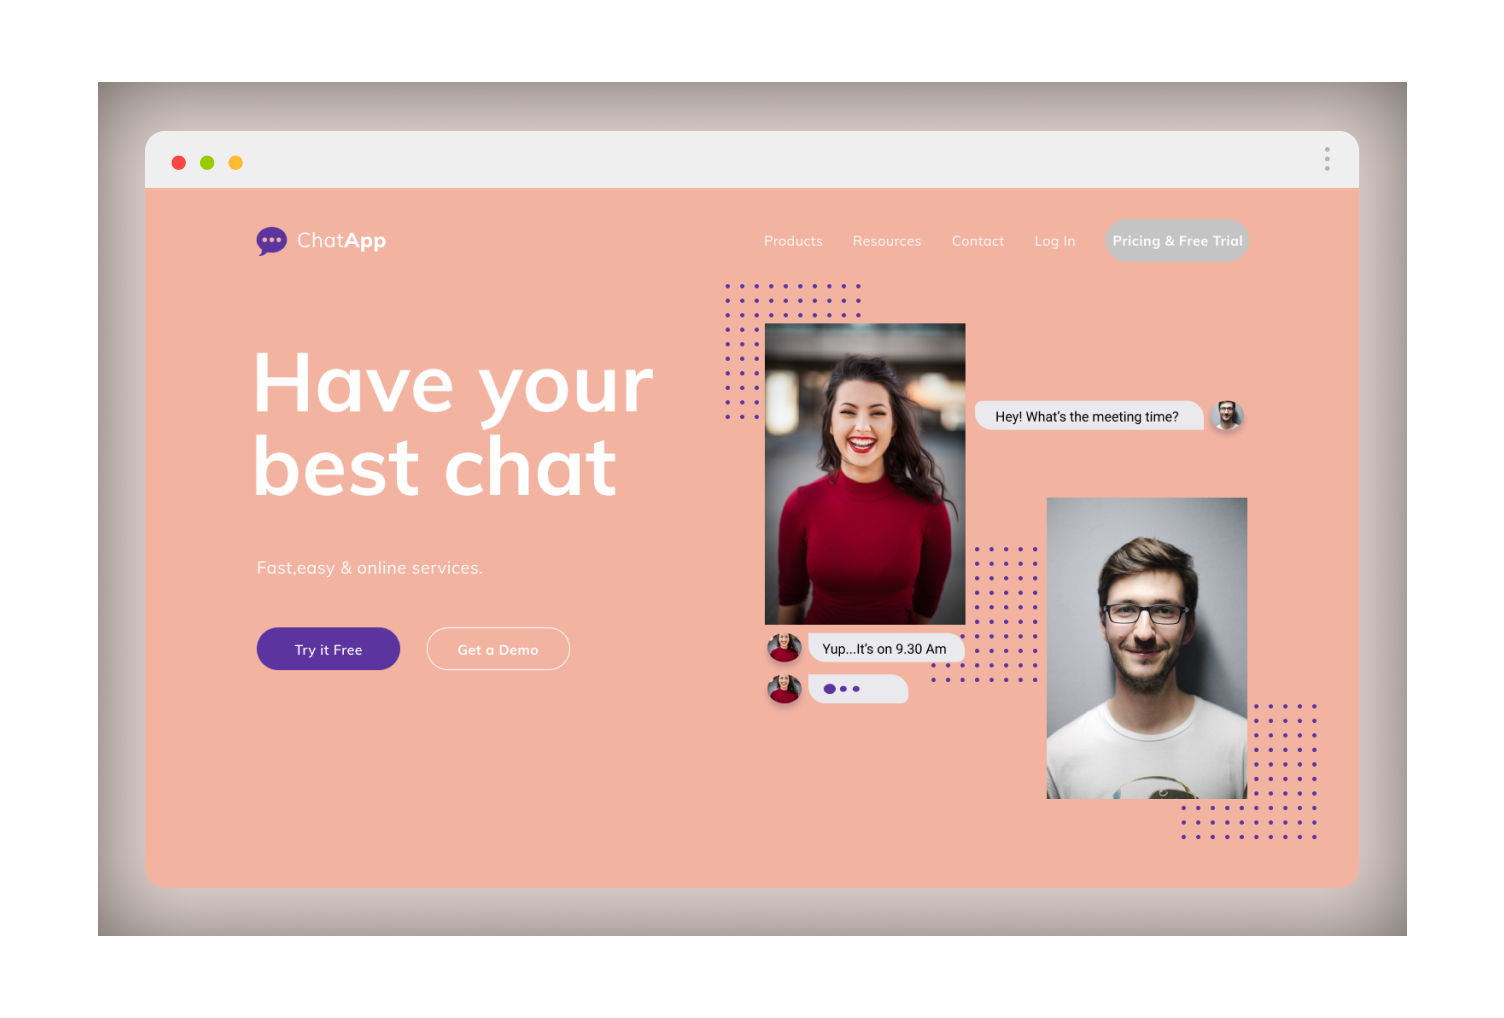 ChatApp
Products Resources Contact Log In Pricing & Free Trial
Have your
best chat
Hey! What's the meeting time?
Fast,easy & online services.
Try it Free Get a Demo
Yup...It's on 9.30 Am